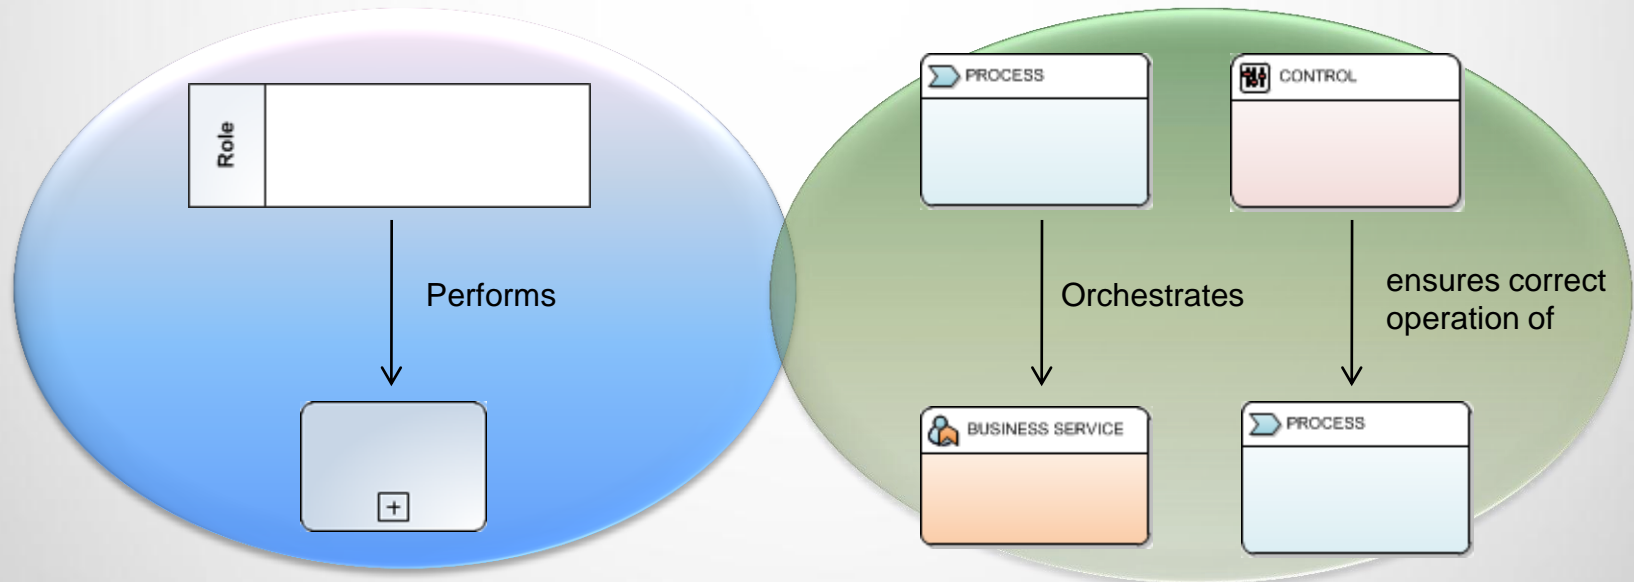 Role
Performs
PROCESS
CONTROL
Orchestrates
ensures correct
operation of
BUSINESS SERVICE
PROCESS